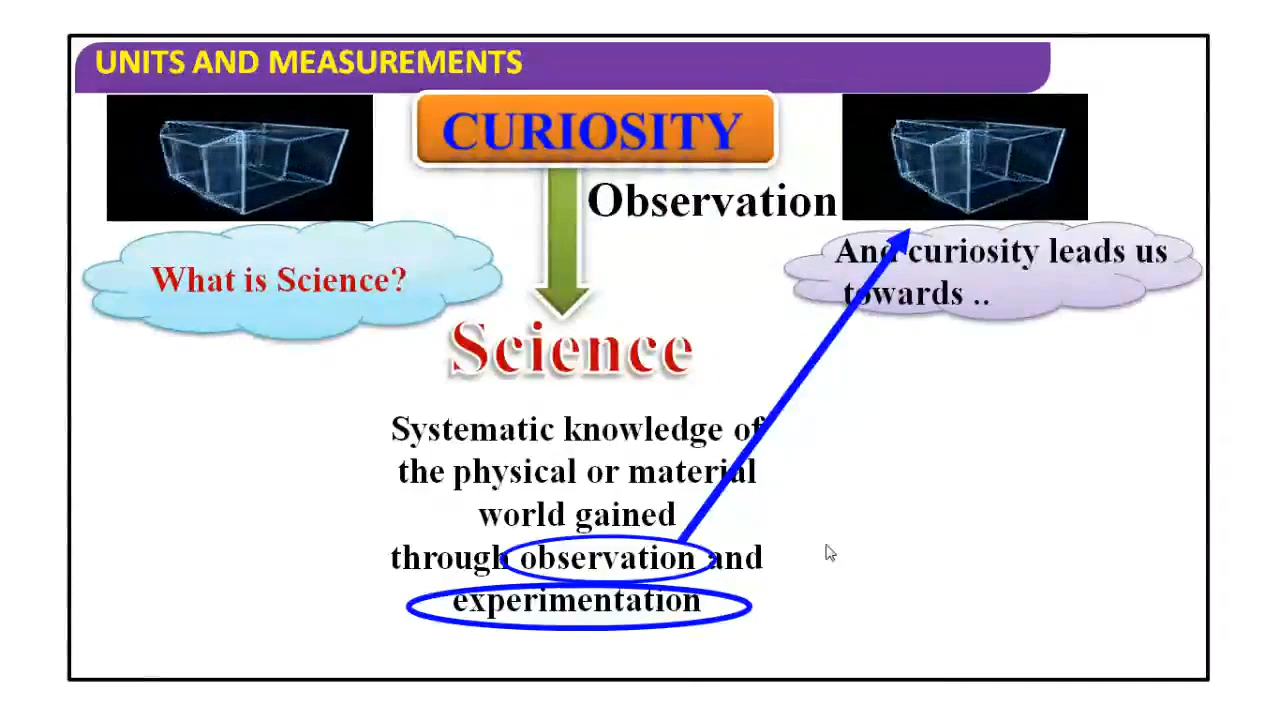 UNITS AND MEASUREMENTS
CURIOSITY
Observation
What is Science?
And curiosity leads us
towards ..
Science
Systematic knowledge of
the physical or material
world gained
through observation and
experimentation